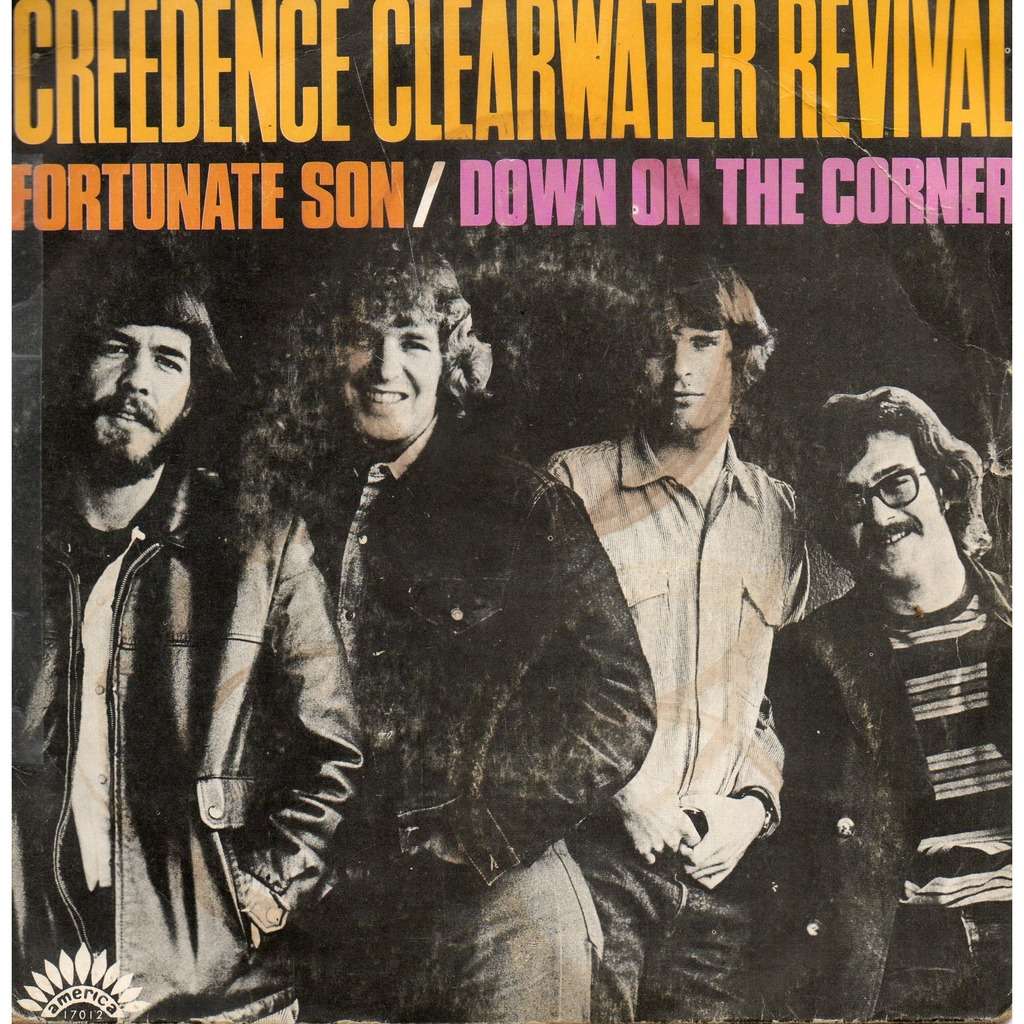 CREEDENCE CLEARWATER REVIVAL
FORTUNATE SON / DOWN ON THE CORNER
america
17012